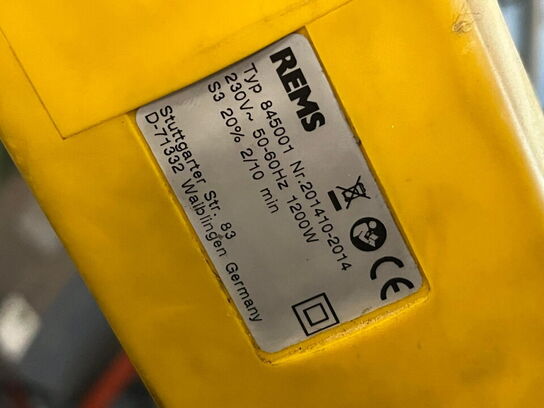 REMS
Typ 845001 Nr.201410-2014
230V~ 50-60Hz 1200W
S3 20% 2/10 min
Stuttgarter Str. 83
D-71332 Waiblingen Germany
CE